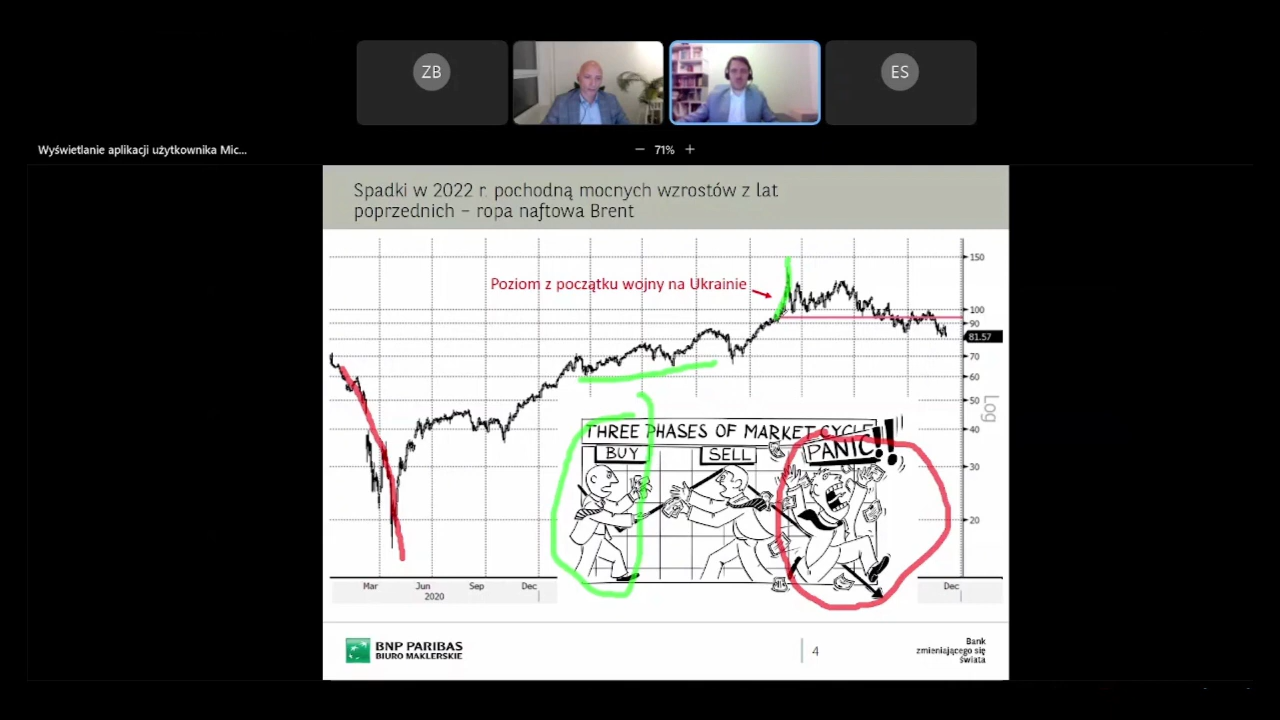 ZB
ES
Wyświetlanie aplikacji użytkownika Mic...
— 71% +
Spadki w 2022 r. pochodną mocnych wzrostów z lat
poprzednich – ropa naftowa Brent
Poziom z początku wojny na Ukrainie
150
100
90
81.57
70
60
50
40
30
20
Log
THREE PHASES OF MARKET CYCLE
BUY
SELL
PANIC!!
Mar
Jun
Sep
Dec
Dec
2020
BNP PARIBAS
BIURO MAKLERSKIE
4
Bank
zmieniającego się
świata